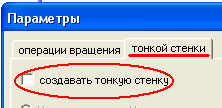 Параметры
операции вращения тонкой стенки
создавать тонкую стенку